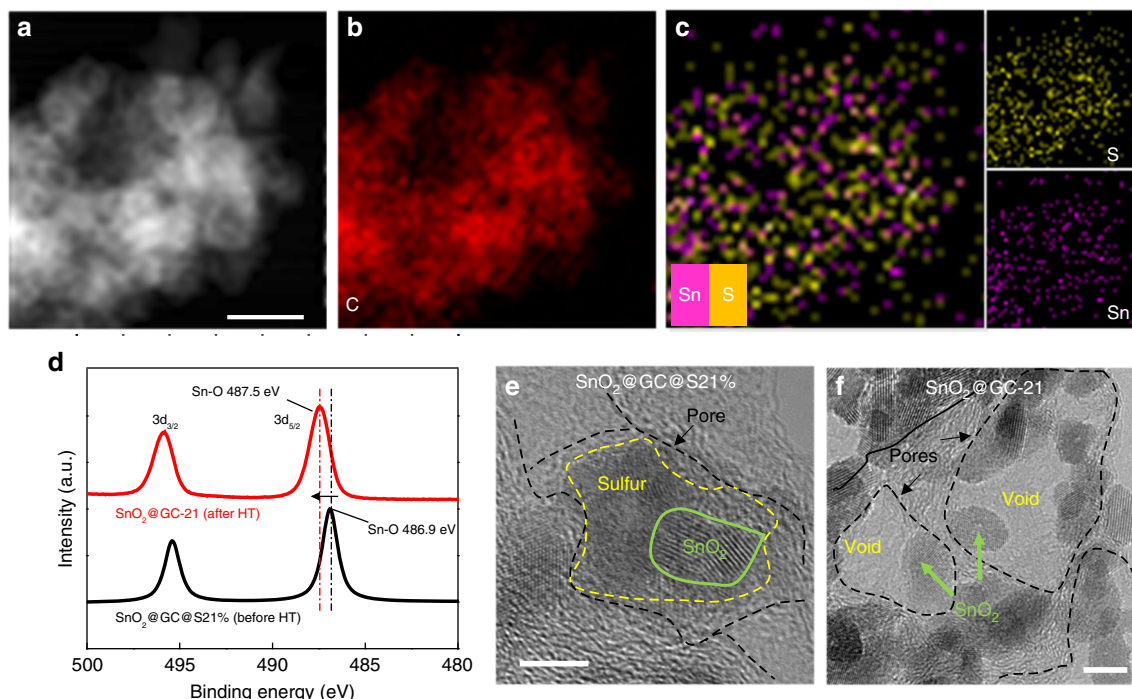 a
b
C
c
Sn
S
S
Sn
d
Sn-O 487.5 eV
3d3/2
3d5/2
SnO2@GC-21 (after HT)
Sn-O 486.9 eV
SnO2@GC@S21% (before HT)
Intensity (a.u.)
500
495
490
485
480
Binding energy (eV)
e
SnO2@GC@S21%
Pore
Sulfur
SnO2
f
SnO2@GC-21
Pores
Void
Void
SnO2